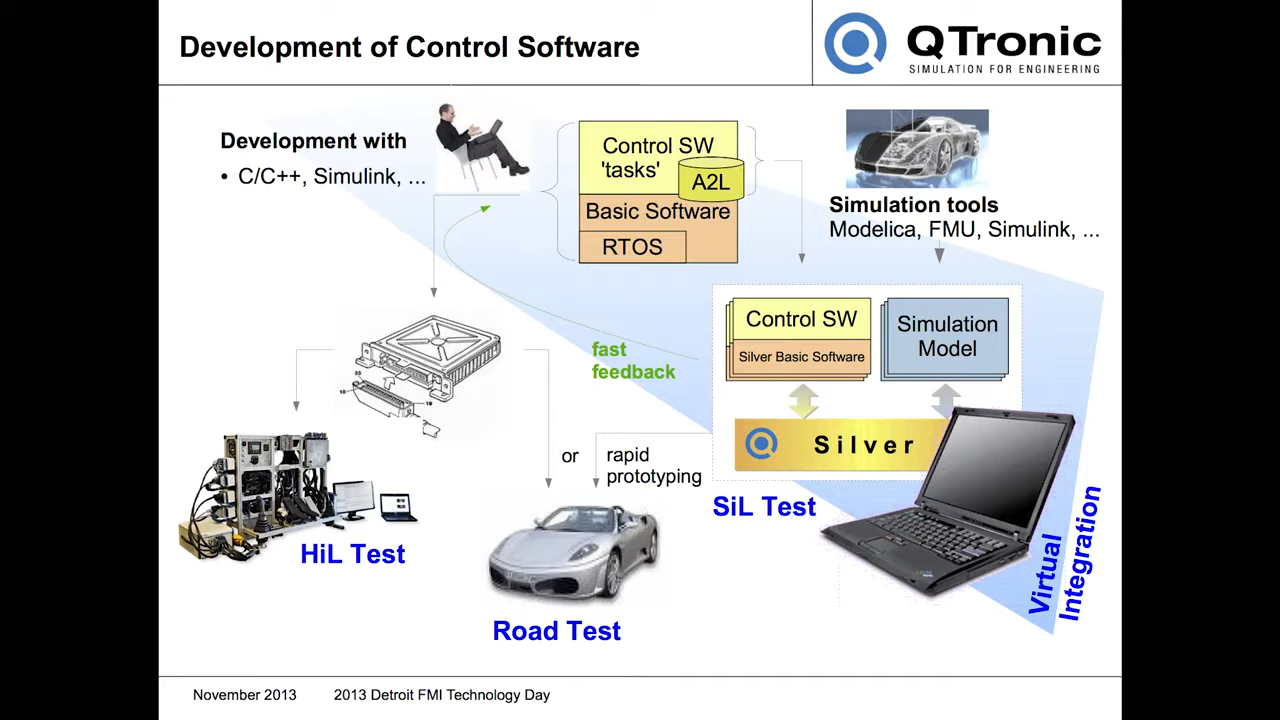 Development of Control Software
QTronic
SIMULATION FOR ENGINEERING
Development with
• C/C++, Simulink, ...
Control SW
'tasks'
A2L
Basic Software
RTOS
Simulation tools
Modelica, FMU, Simulink, ...
Control SW
Silver Basic Software
Simulation
Model
fast
feedback
Silver
or
rapid
prototyping
SiL Test
HiL Test
Road Test
Virtual
Integration
November 2013
2013 Detroit FMI Technology Day